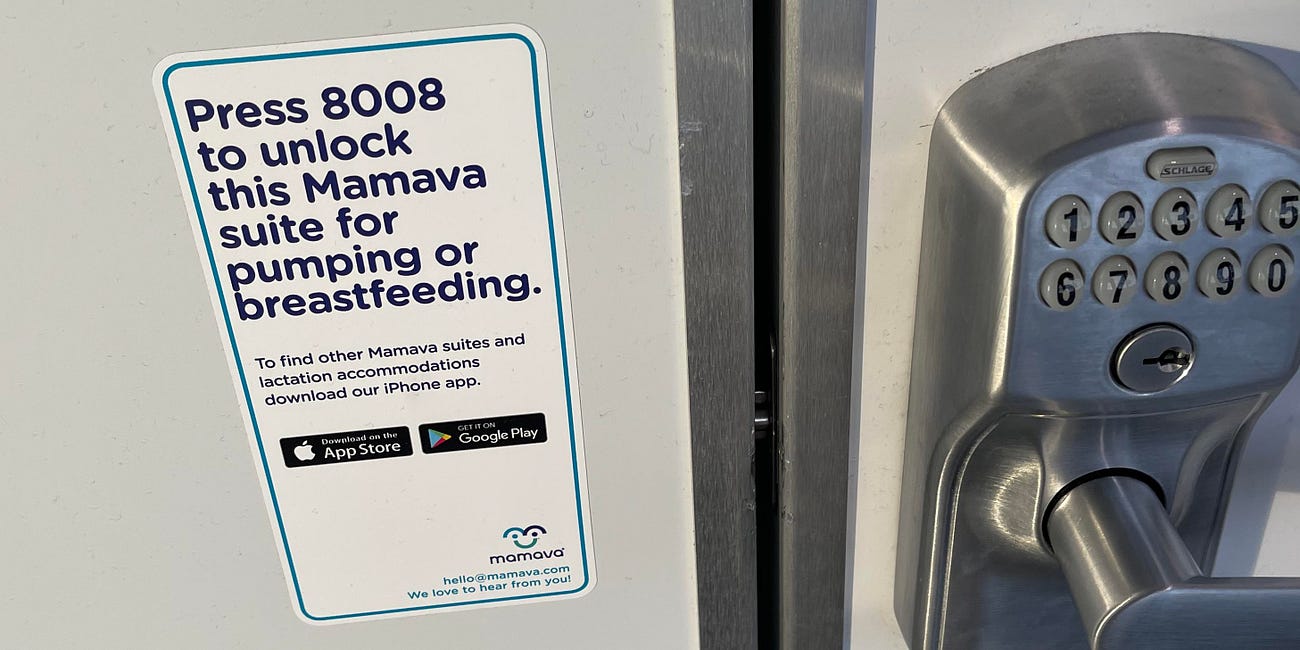 Press 8008
to unlock
this Mamava
suite for
pumping or
breastfeeding.
To find other Mamava suites and
lactation accommodations
download our iPhone app.
Download on the
App Store
GET IT ON
Google Play
mamava
hello@mamava.com
We love to hear from you!
SCHLAGE
1 2 3 4 5
6 7 8 9 0